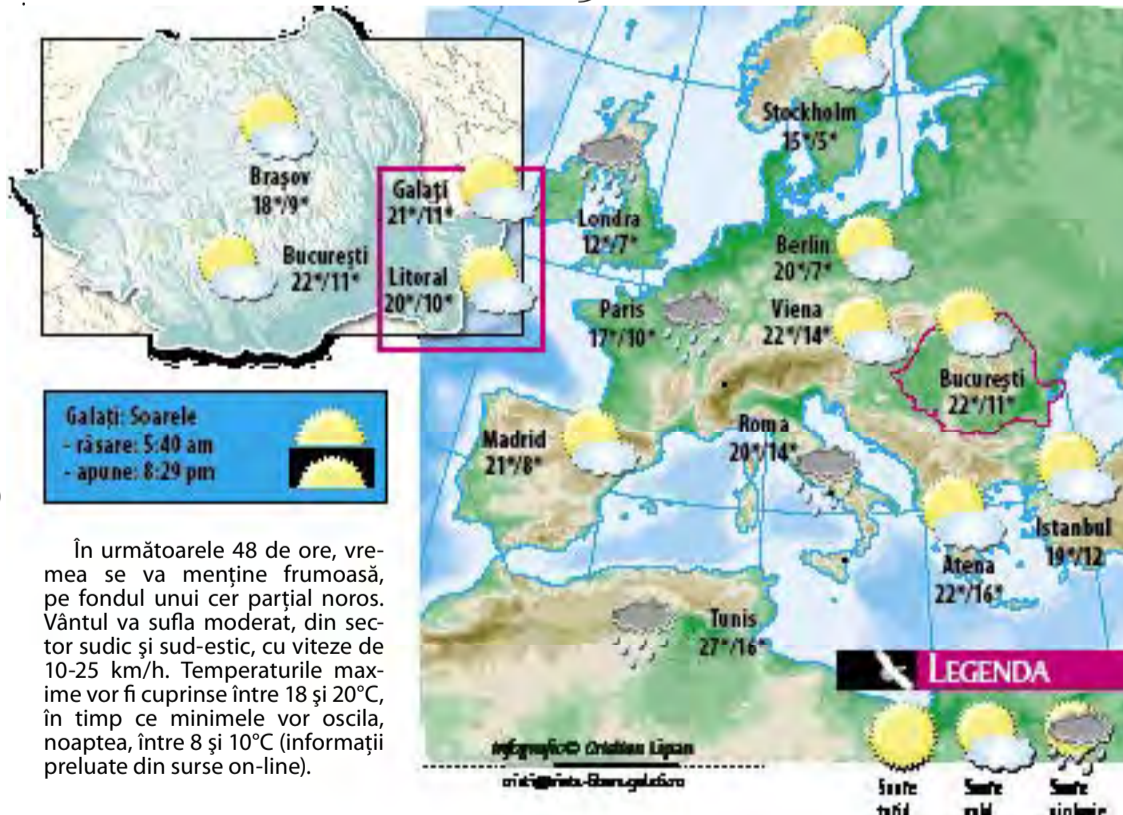 Brașov
18°/9°
București
22°/11°
Galați
21°/11°
Litoral
20°/10°
Galați: Soarele
- răsare: 5:40 am
- apune: 8:29 pm
În următoarele 48 de ore, vre-
mea se va menține frumoasă,
pe fondul unui cer parțial noros.
Vântul va sufla moderat, din sec-
tor sudic şi sud-estic, cu viteze de
10-25 km/h. Temperaturile max-
ime vor fi cuprinse între 18 şi 20°C,
în timp ce minimele vor oscila,
noaptea, între 8 şi 10°C (informații
preluate din surse on-line).
Stockholm
15°/5°
Londra
12°/7°
Berlin
20°/7°
Paris
17°/10°
Viena
22°/14°
București
22°/11°
Madrid
21°/8°
Roma
20°/14°
Istanbul
19°/12
Atena
22°/16°
Tunis
27°/16°
infografic© Cristian Lipan
LEGENDA